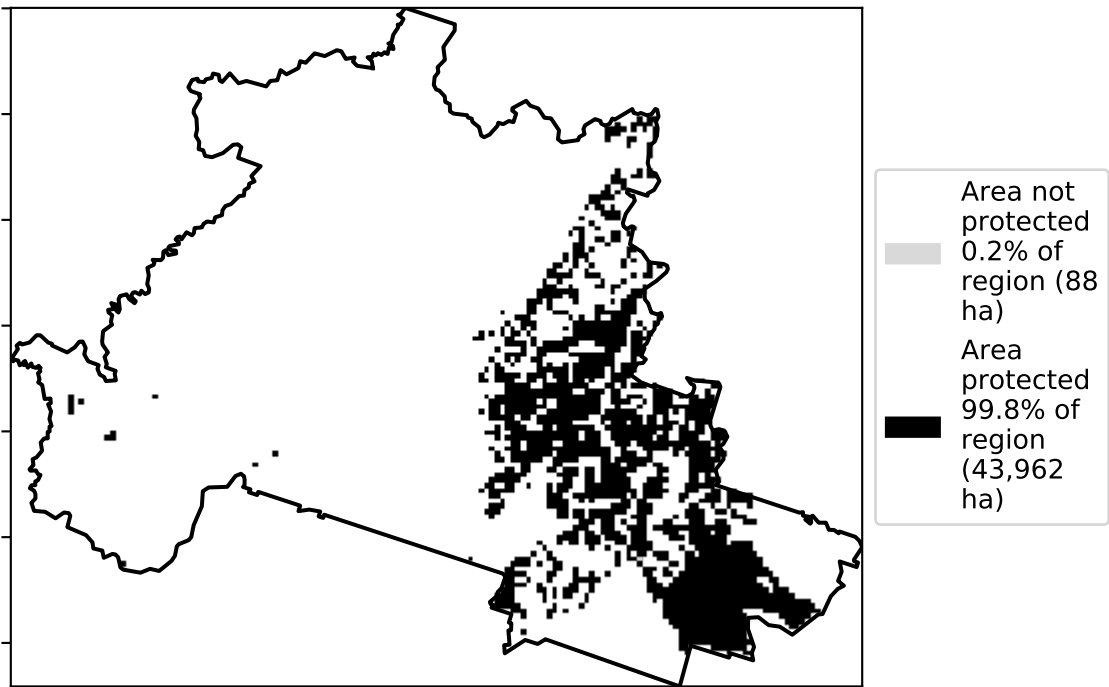 Area not
protected
0.2% of
region (88
ha)
Area
protected
99.8% of
region
(43,962
ha)